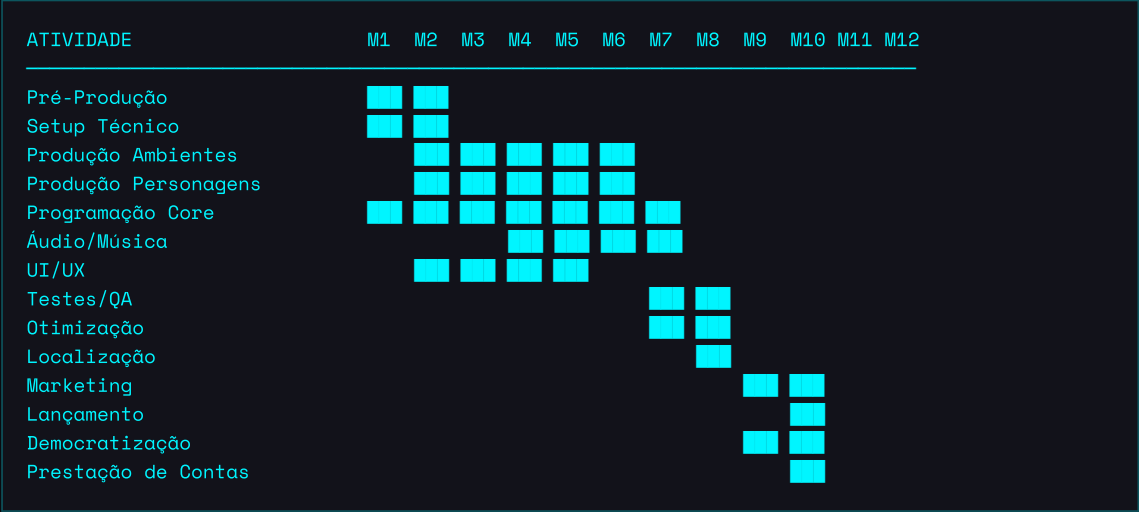 ATIVIDADE M1 M2 M3 M4 M5 M6 M7 M8 M9 M10 M11 M12
Pré-Produção
Setup Técnico
Produção Ambientes
Produção Personagens
Programação Core
Áudio/Música
UI/UX
Testes/QA
Otimização
Localização
Marketing
Lançamento
Democratização
Prestação de Contas